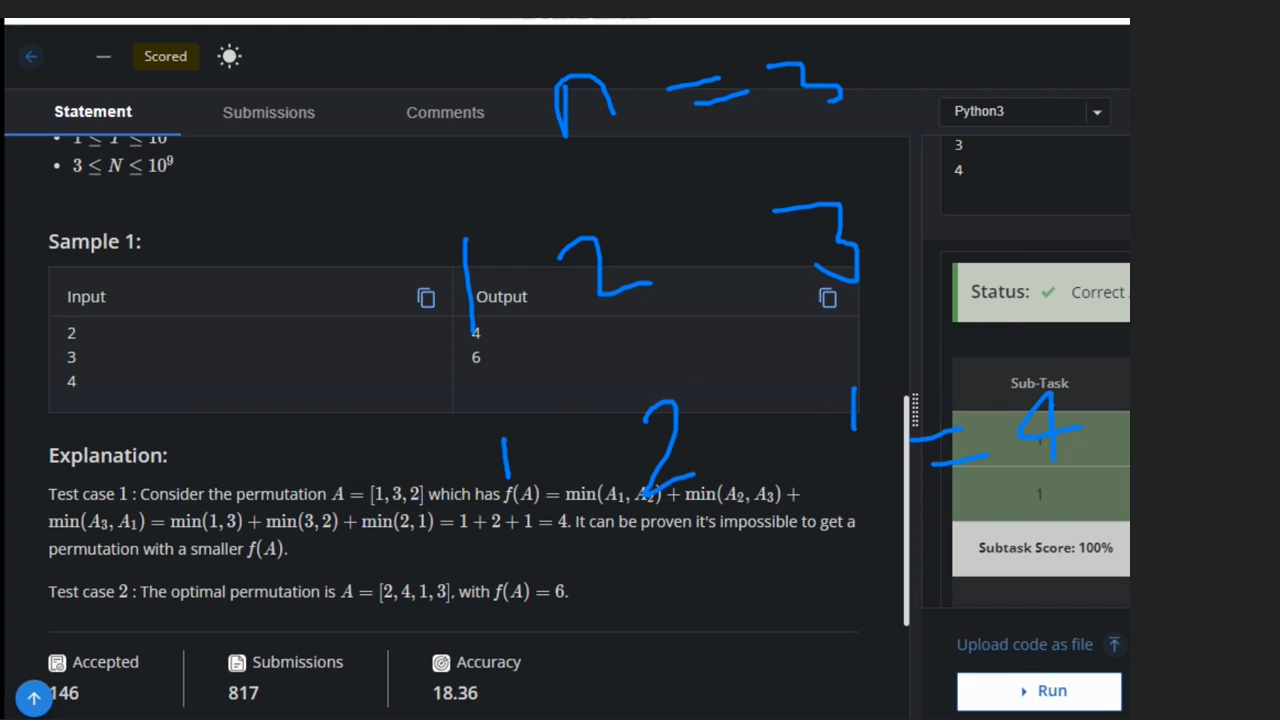 Scored
n = 3
Statement Submissions Comments
Python3
3 ≤ N ≤ 10⁹
3
4
1 2 3
Sample 1:
Input Output
2
3
4
4
6
Status: ✓ Correct
Sub-Task
1 2 1 = 4
1
Subtask Score: 100%
Explanation:
Test case 1 : Consider the permutation A = [1, 3, 2] which has f(A) = min(A₁, A₂) + min(A₂, A₃) +
min(A₃, A₁) = min(1, 3) + min(3, 2) + min(2, 1) = 1 + 2 + 1 = 4. It can be proven it's impossible to get a
permutation with a smaller f(A).
Test case 2 : The optimal permutation is A = [2, 4, 1, 3], with f(A) = 6.
Accepted
146
Submissions
817
Accuracy
18.36
Upload code as file
Run